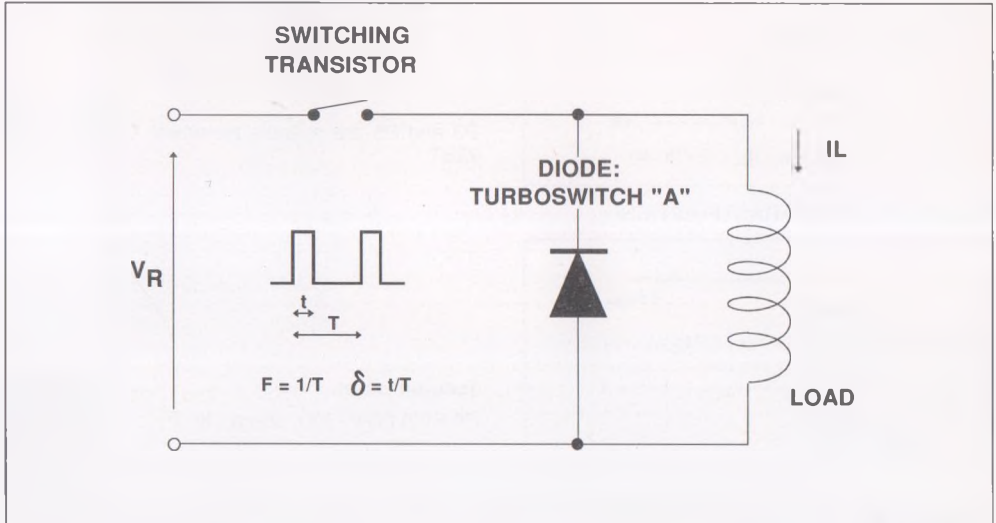 SWITCHING
TRANSISTOR
IL
DIODE:
TURBOSWITCH "A"
VR
t
T
F = 1/T δ = t/T
LOAD